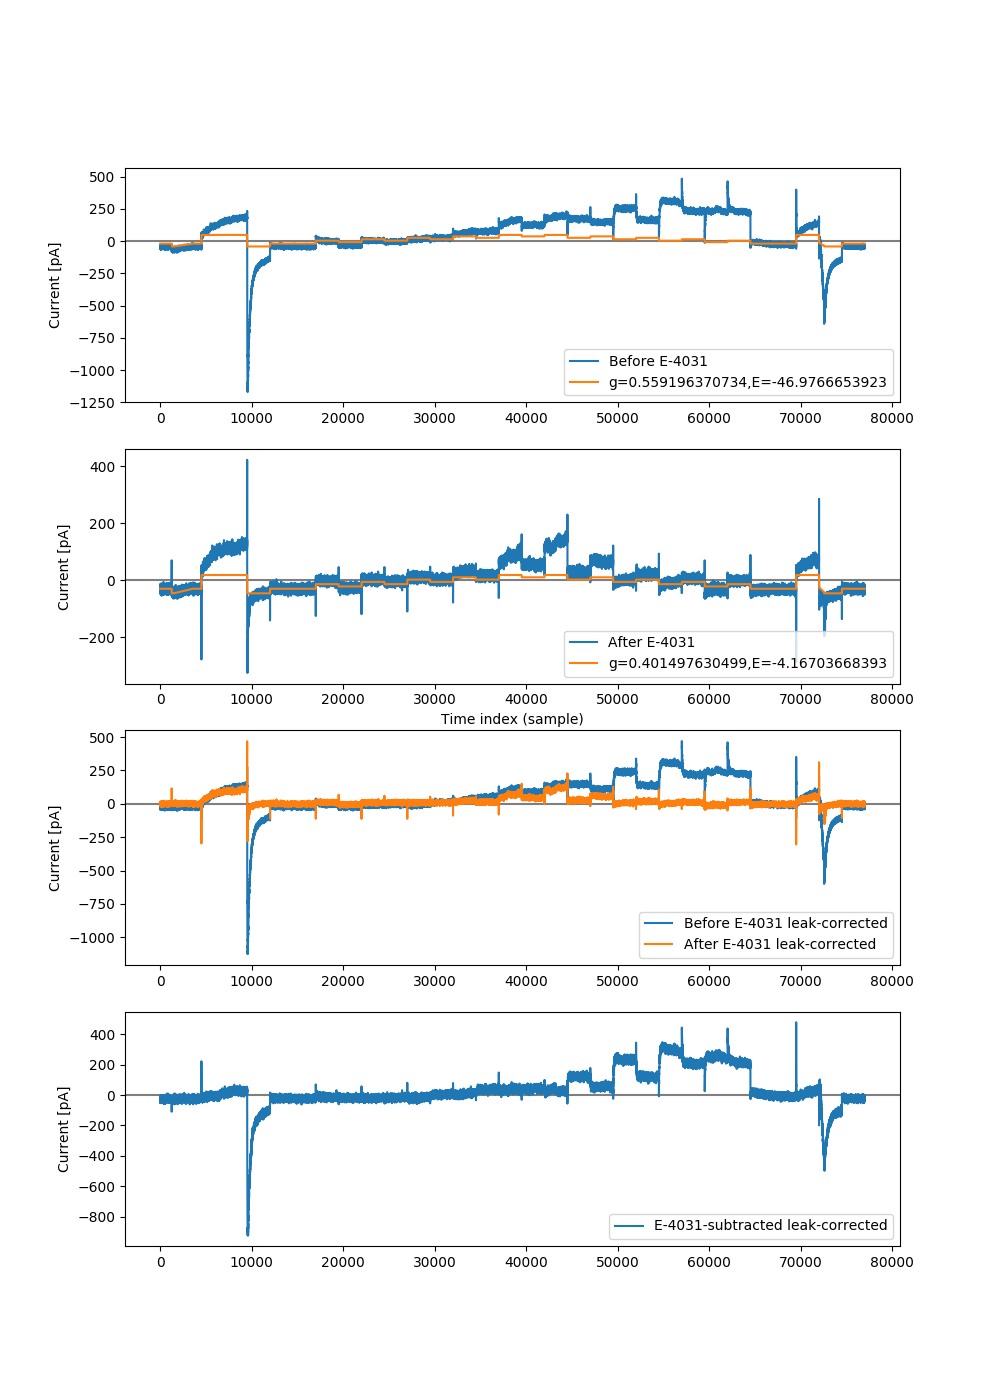 500
250
0
−250
−500
−750
−1000
−1250
Current [pA]
Before E-4031
g=0.559196370734,E=-46.9766653923
0 10000 20000 30000 40000 50000 60000 70000 80000
400
200
0
−200
Current [pA]
After E-4031
g=0.401497630499,E=-4.16703668393
0 10000 20000 30000 40000 50000 60000 70000 80000
Time index (sample)
500
250
0
−250
−500
−750
−1000
Current [pA]
Before E-4031 leak-corrected
After E-4031 leak-corrected
0 10000 20000 30000 40000 50000 60000 70000 80000
400
200
0
−200
−400
−600
−800
Current [pA]
E-4031-subtracted leak-corrected
0 10000 20000 30000 40000 50000 60000 70000 80000